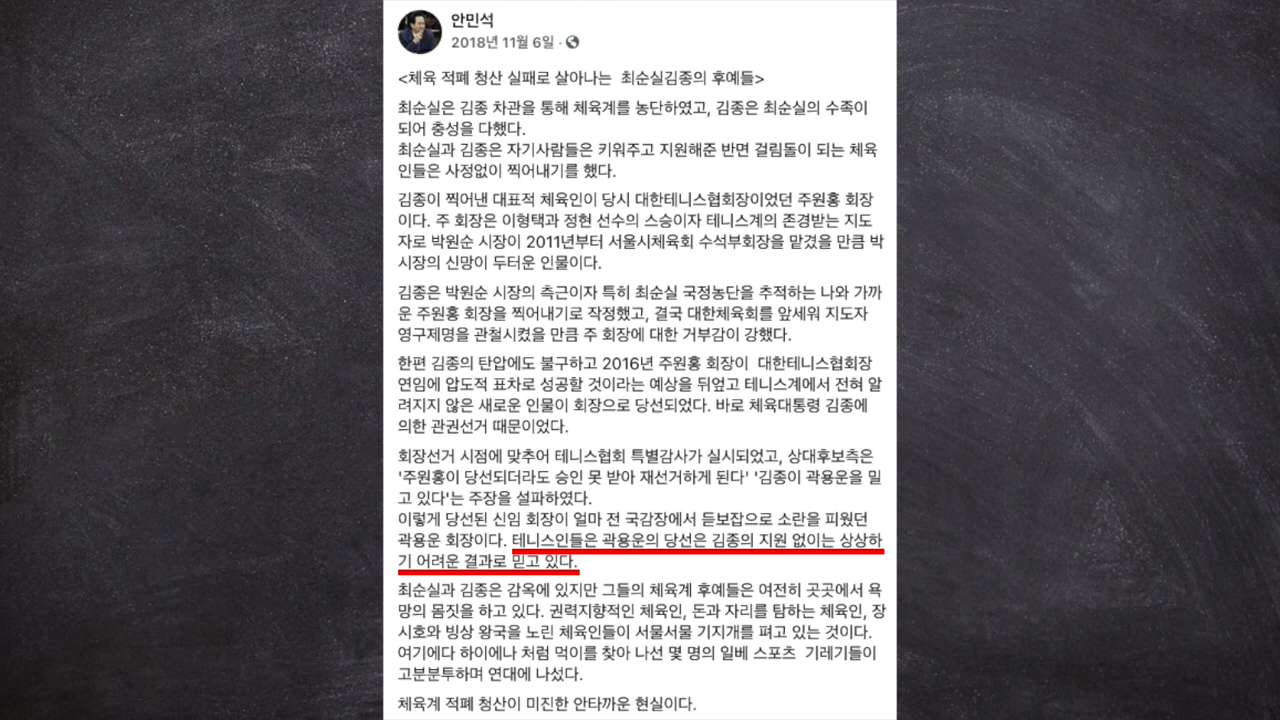 안민석
2018년 11월 6일 ·
<체육 적폐 청산 실패로 살아나는  최순실김종의 후예들>
최순실은 김종 차관을 통해 체육계를 농단하였고, 김종은 최순실의 수족이
되어 충성을 다했다.
최순실과 김종은 자기사람들은 키워주고 지원해준 반면 걸림돌이 되는 체육
인들은 사정없이 찍어내기를 했다.
김종이 찍어낸 대표적 체육인이 당시 대한테니스협회장이었던 주원홍 회장
이다. 주 회장은 이형택과 정현 선수의 스승이자 테니스계의 존경받는 지도
자로 박원순 시장이 2011년부터 서울시체육회 수석부회장을 맡겼을 만큼 박
시장의 신망이 두터운 인물이다.
김종은 박원순 시장의 측근이자 특히 최순실 국정농단을 추적하는 나와 가까
운 주원홍 회장을 찍어내기로 작정했고, 결국 대한체육회를 앞세워 지도자
영구제명을 관철시켰을 만큼 주 회장에 대한 거부감이 강했다.
한편 김종의 탄압에도 불구하고 2016년 주원홍 회장이  대한테니스협회장
연임에 압도적 표차로 성공할 것이라는 예상을 뒤엎고 테니스계에서 전혀 알
려지지 않은 새로운 인물이 회장으로 당선되었다. 바로 체육대통령 김종에
의한 관권선거 때문이었다.
회장선거 시점에 맞추어 테니스협회 특별감사가 실시되었고, 상대후보측은
'주원홍이 당선되더라도 승인 못 받아 재선거하게 된다' '김종이 곽용운을 밀
고 있다'는 주장을 설파하였다.
이렇게 당선된 신임 회장이 얼마 전 국감장에서 듣보잡으로 소란을 피웠던
곽용운 회장이다. 테니스인들은 곽용운의 당선은 김종의 지원 없이는 상상하
기 어려운 결과로 믿고 있다.
최순실과 김종은 감옥에 있지만 그들의 체육계 후예들은 여전히 곳곳에서 욕
망의 몸짓을 하고 있다. 권력지향적인 체육인, 돈과 자리를 탐하는 체육인, 장
시호와 빙상 왕국을 노린 체육인들이 서물서물 기지개를 펴고 있는 것이다.
여기에다 하이에나 처럼 먹이를 찾아 나선 몇 명의 일베 스포츠  기레기들이
고분분투하며 연대에 나섰다.
체육계 적폐 청산이 미진한 안타까운 현실이다.